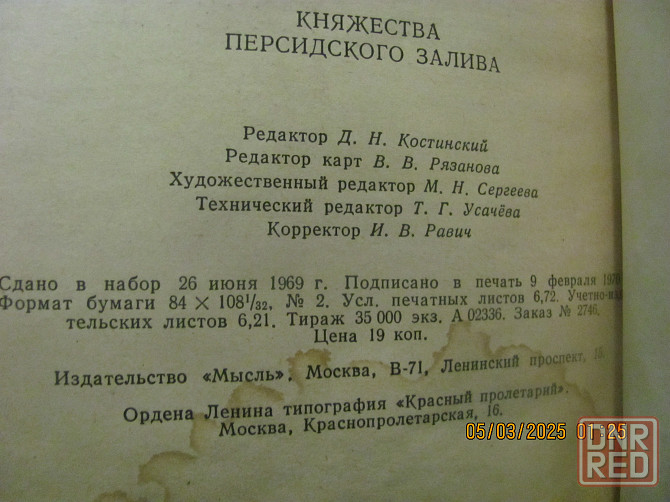 КНЯЖЕСТВА
ПЕРСИДСКОГО ЗАЛИВА
Редактор Д. Н. Костинский
Редактор карт В. В. Рязанова
Художественный редактор М. Н. Сергеева
Технический редактор Т. Г. Усачёва
Корректор И. В. Равич
Сдано в набор 26 июня 1969 г. Подписано в печать 9 февраля
Формат бумаги 84 × 108¹/₃₂, № 2. Усл. печатных листов 6,72. Учетно-из
тельских листов 6,21. Тираж 35 000 экз. А 02336. Заказ № 2746.
Цена 19 коп.
Издательство «Мысль». Москва, В-71, Ленинский проспект, 15.
Ордена Ленина типография «Красный пролетарий».
Москва, Краснопролетарская, 16.
05/03/2025 01:25
DNR
RED